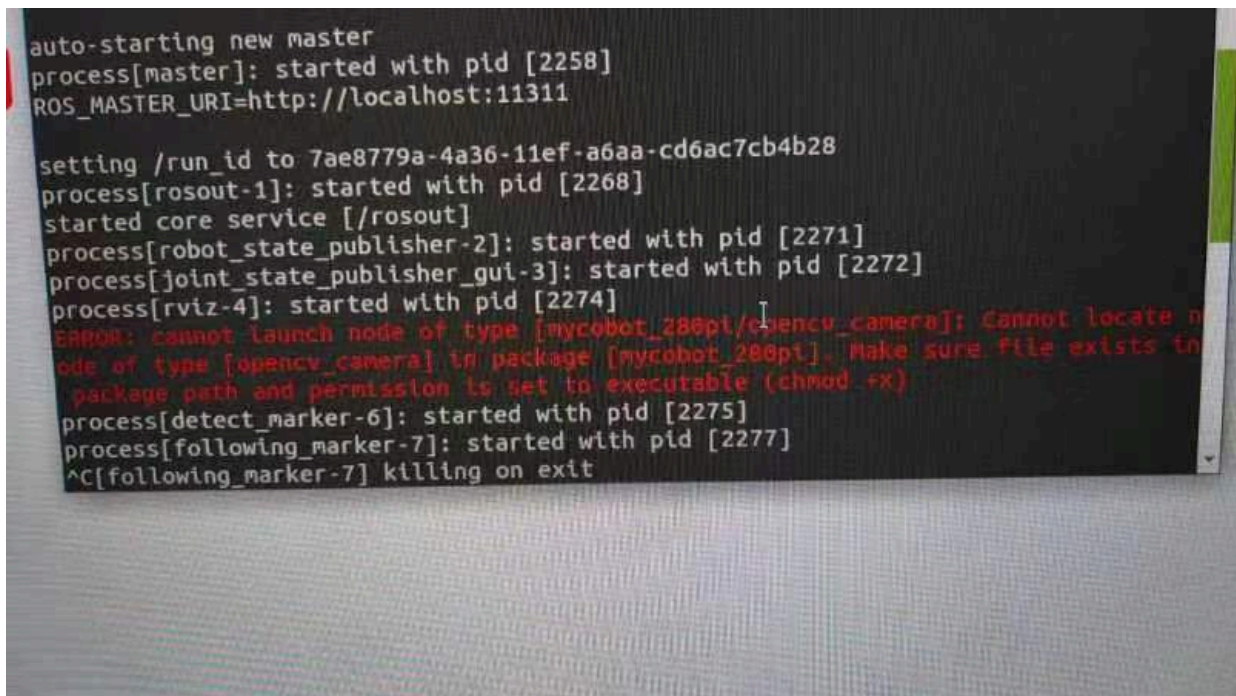 auto-starting new master
process[master]: started with pid [2258]
ROS_MASTER_URI=http://localhost:11311
setting /run_id to 7ae8779a-4a36-11ef-a6aa-cd6ac7cb4b28
process[rosout-1]: started with pid [2268]
started core service [/rosout]
process[robot_state_publisher-2]: started with pid [2271]
process[joint_state_publisher_gui-3]: started with pid [2272]
process[rviz-4]: started with pid [2274]
ERROR: cannot launch node of type [mycobot_280pi/opencv_camera]: Cannot locate n
ode of type [opencv_camera] in package [mycobot_280pi]. Make sure file exists in
package path and permission is set to executable (chmod +x)
process[detect_marker-6]: started with pid [2275]
process[following_marker-7]: started with pid [2277]
^C[following_marker-7] killing on exit